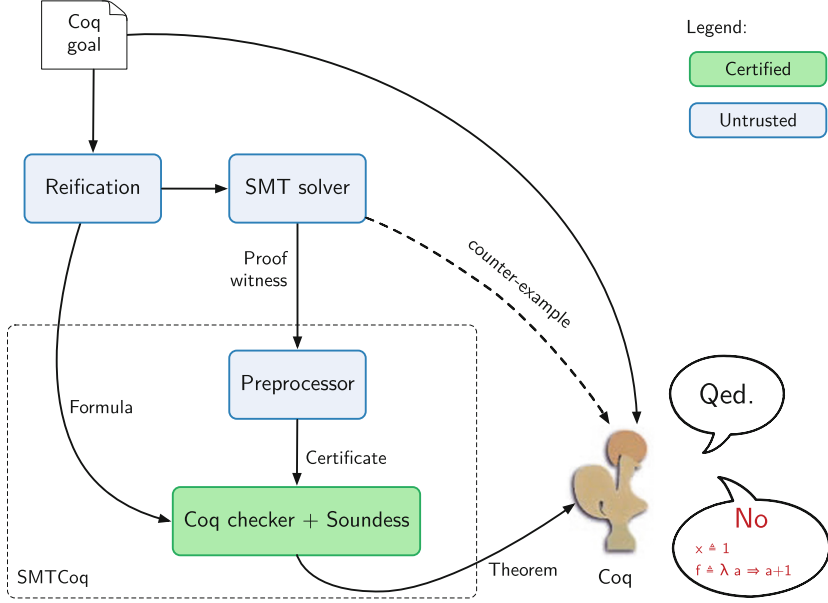 Coq
goal
Legend:
Certified
Untrusted
Reification
SMT solver
Proof
witness
counter-example
Preprocessor
Formula
Certificate
Coq checker + Soundess
SMTCoq
Theorem
Coq
Qed.
No
x ≜ 1
f ≜ λ a ⇒ a+1